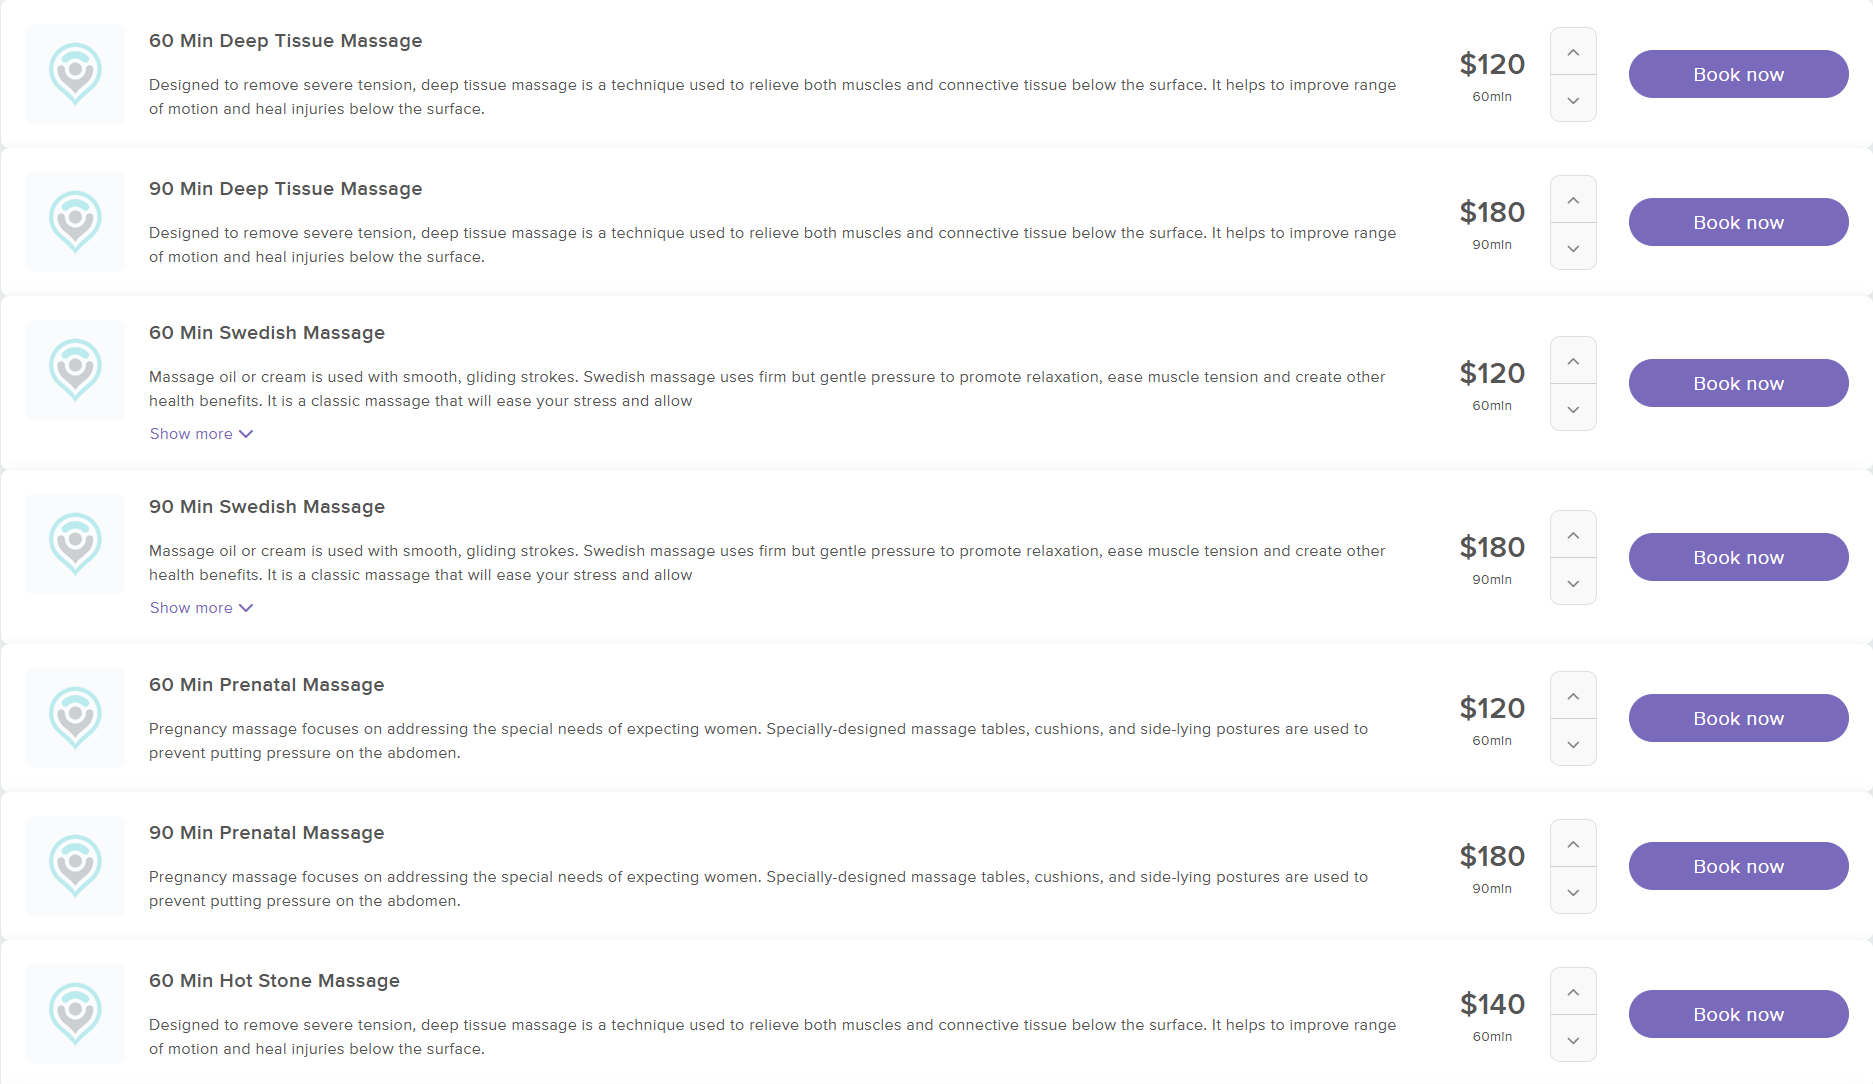 60 Min Deep Tissue Massage
Designed to remove severe tension, deep tissue massage is a technique used to relieve both muscles and connective tissue below the surface. It helps to improve range
of motion and heal injuries below the surface.
$120
60min
Book now
90 Min Deep Tissue Massage
Designed to remove severe tension, deep tissue massage is a technique used to relieve both muscles and connective tissue below the surface. It helps to improve range
of motion and heal injuries below the surface.
$180
90min
Book now
60 Min Swedish Massage
Massage oil or cream is used with smooth, gliding strokes. Swedish massage uses firm but gentle pressure to promote relaxation, ease muscle tension and create other
health benefits. It is a classic massage that will ease your stress and allow
Show more
$120
60min
Book now
90 Min Swedish Massage
Massage oil or cream is used with smooth, gliding strokes. Swedish massage uses firm but gentle pressure to promote relaxation, ease muscle tension and create other
health benefits. It is a classic massage that will ease your stress and allow
Show more
$180
90min
Book now
60 Min Prenatal Massage
Pregnancy massage focuses on addressing the special needs of expecting women. Specially-designed massage tables, cushions, and side-lying postures are used to
prevent putting pressure on the abdomen.
$120
60min
Book now
90 Min Prenatal Massage
Pregnancy massage focuses on addressing the special needs of expecting women. Specially-designed massage tables, cushions, and side-lying postures are used to
prevent putting pressure on the abdomen.
$180
90min
Book now
60 Min Hot Stone Massage
Designed to remove severe tension, deep tissue massage is a technique used to relieve both muscles and connective tissue below the surface. It helps to improve range
of motion and heal injuries below the surface.
$140
60min
Book now